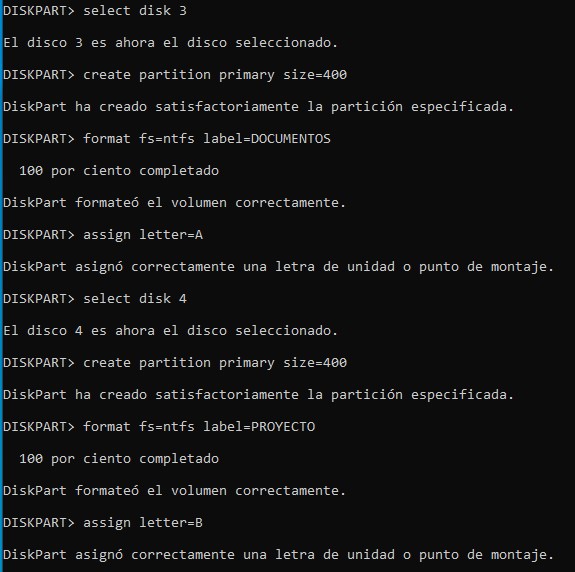 DISKPART> select disk 3
El disco 3 es ahora el disco seleccionado.
DISKPART> create partition primary size=400
DiskPart ha creado satisfactoriamente la partición especificada.
DISKPART> format fs=ntfs label=DOCUMENTOS
100 por ciento completado
DiskPart formateó el volumen correctamente.
DISKPART> assign letter=A
DiskPart asignó correctamente una letra de unidad o punto de montaje.
DISKPART> select disk 4
El disco 4 es ahora el disco seleccionado.
DISKPART> create partition primary size=400
DiskPart ha creado satisfactoriamente la partición especificada.
DISKPART> format fs=ntfs label=PROYECTO
100 por ciento completado
DiskPart formateó el volumen correctamente.
DISKPART> assign letter=B
DiskPart asignó correctamente una letra de unidad o punto de montaje.